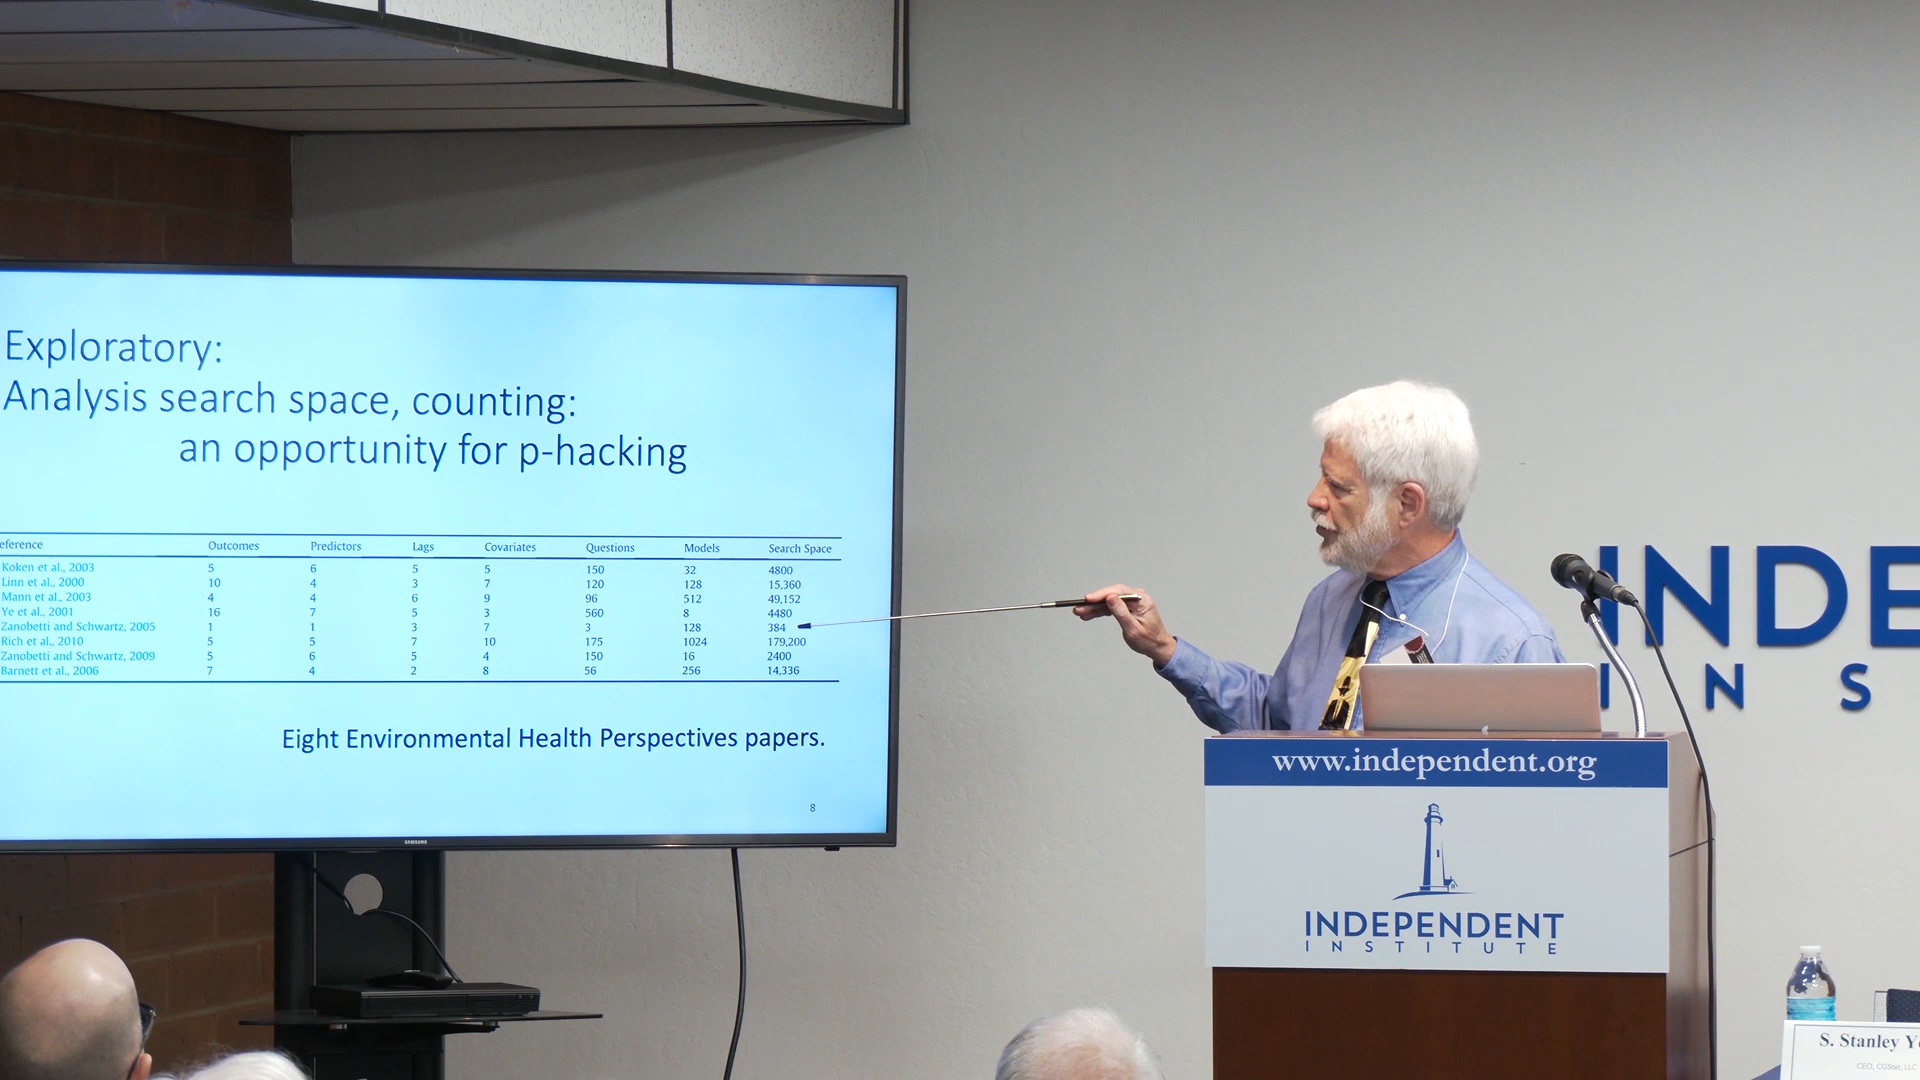 Exploratory:
Analysis search space, counting:
an opportunity for p-hacking
eference Outcomes Predictors Lags Covariates Questions Models Search Space
Koken et al., 2003 5 6 5 5 150 32 4800
Linn et al., 2000 10 4 3 7 120 128 15,360
Mann et al., 2003 4 4 6 9 96 512 49,152
Ye et al., 2001 16 7 5 3 560 8 4480
Zanobetti and Schwartz, 2005 1 1 3 7 3 128 384
Rich et al., 2010 5 5 7 10 175 1024 179,200
Zanobetti and Schwartz, 2009 5 6 5 4 150 16 2400
Barnett et al., 2006 7 4 2 8 56 256 14,336
Eight Environmental Health Perspectives papers.
8
SAMSUNG
INDE
INS
www.independent.org
INDEPENDENT
INSTITUTE
S. Stanley Y
CEO, CGStat, LLC